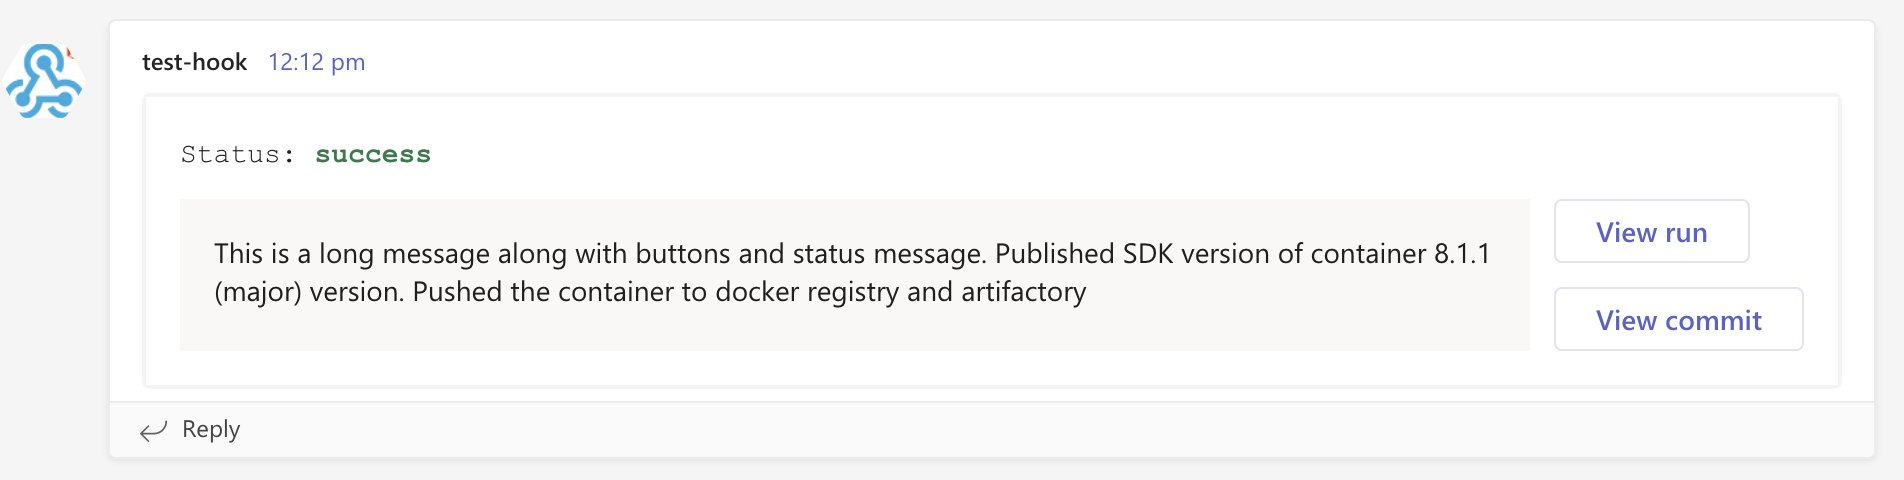 test-hook 12:12 pm
Status: success
This is a long message along with buttons and status message. Published SDK version of container 8.1.1
(major) version. Pushed the container to docker registry and artifactory
View run
View commit
Reply